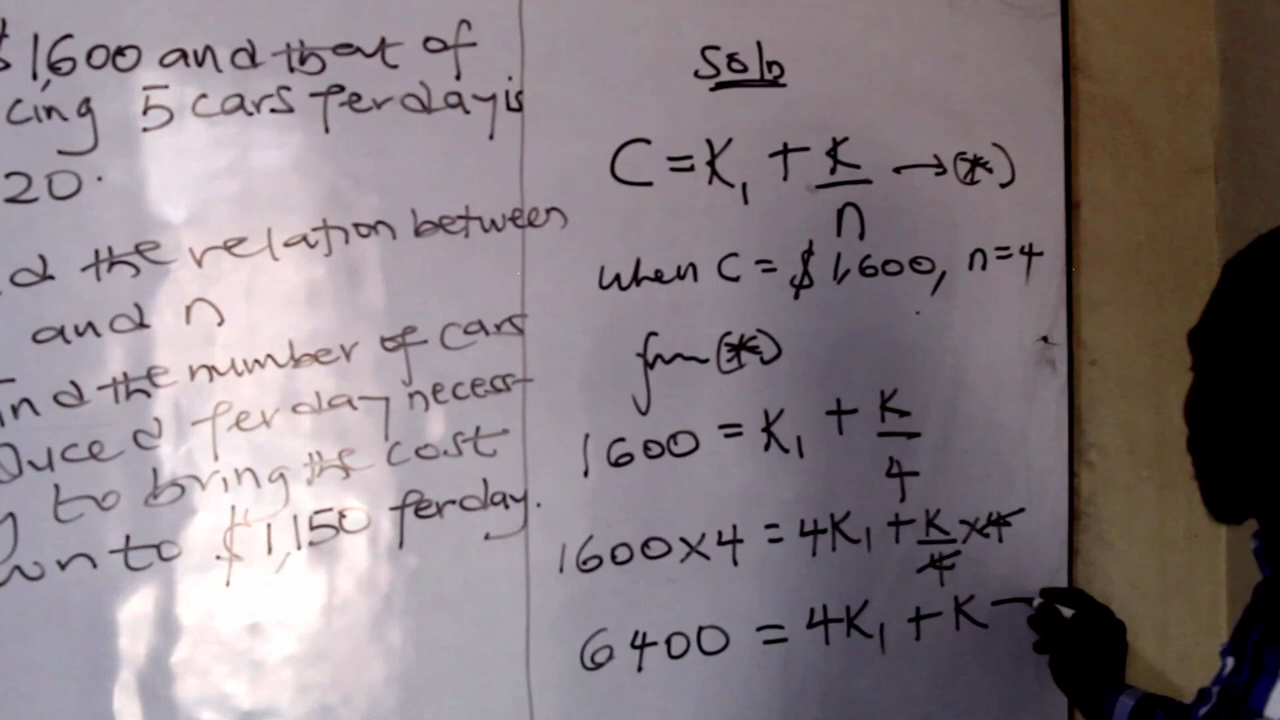 $1,600 and that of
cing 5 cars per day is
20.
d the relation between
and n
ind the number of cars
duced per day necess-
y to bring the cost
wn to $1,150 per day.
Soln
C = K₁ + K/n → (*)
when C = $1,600, n = 4
from (*)
1600 = K₁ + K/4
1600 × 4 = 4K₁ + K/4 × 4
6400 = 4K₁ + K